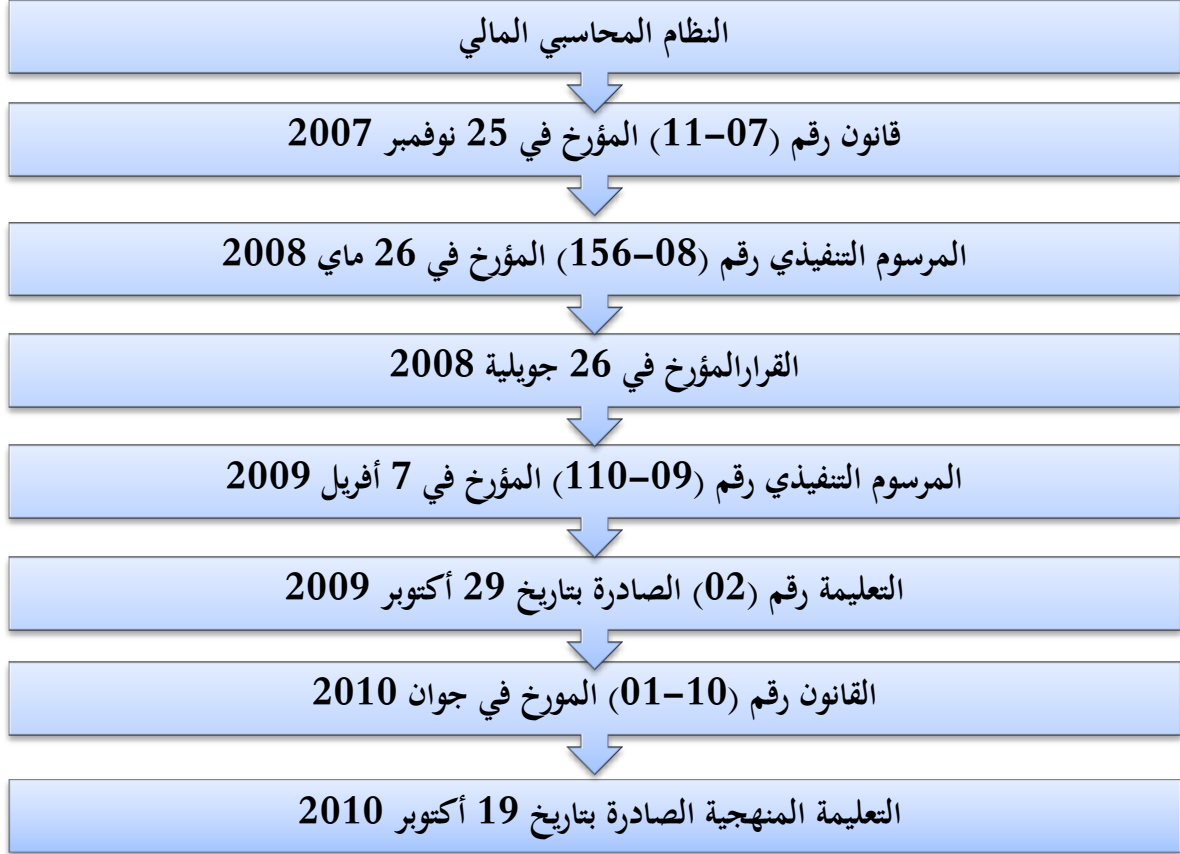 النظام المحاسبي المالي
قانون رقم (07–11) المؤرخ في 25 نوفمبر 2007
المرسوم التنفيذي رقم (08–156) المؤرخ في 26 ماي 2008
القرارالمؤرخ في 26 جويلية 2008
المرسوم التنفيذي رقم (09–110) المؤرخ في 7 أفريل 2009
التعليمة رقم (02) الصادرة بتاريخ 29 أكتوبر 2009
القانون رقم (10–01) المورخ في جوان 2010
التعليمة المنهجية الصادرة بتاريخ 19 أكتوبر 2010